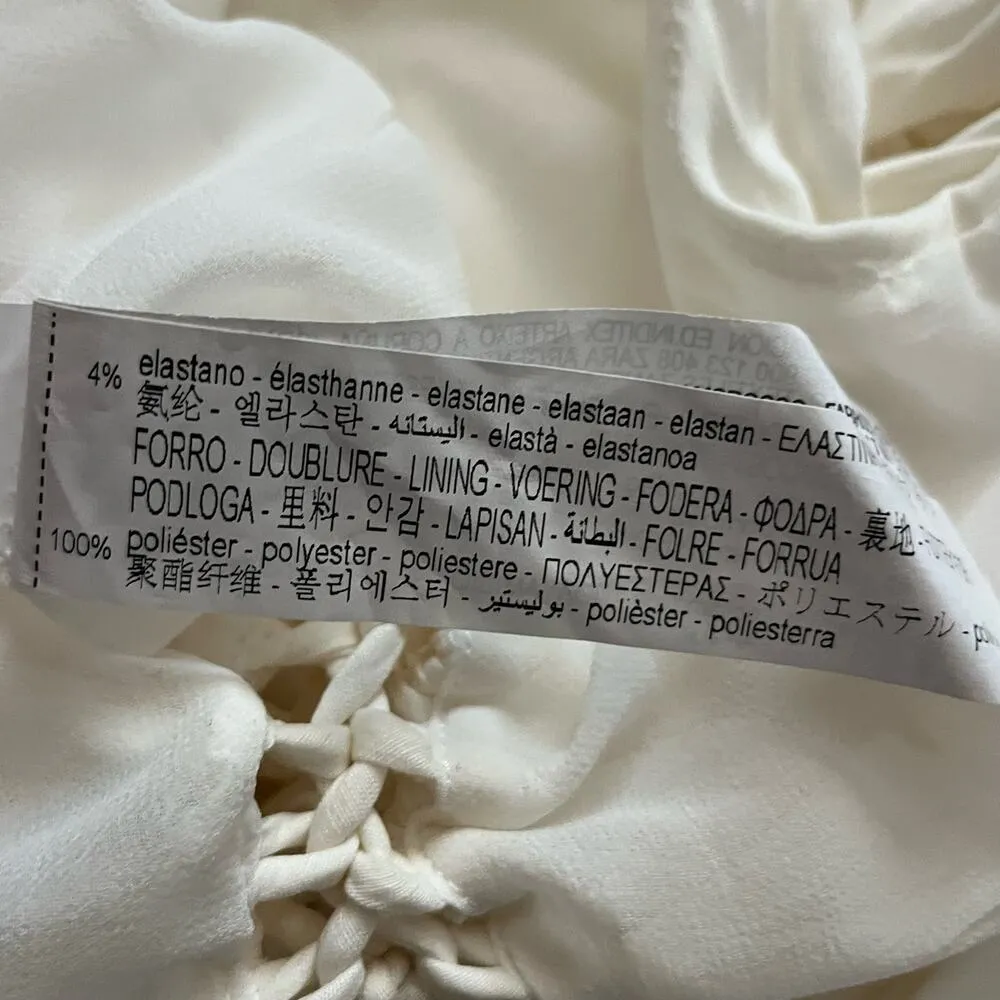 4% elastano - élasthanne - elastane - elastaan - elastan -
氨纶 - 엘라스탄 - اليستانه - elastà - elastanoa
FORRO - DOUBLURE - LINING - VOERING - FODERA - ΦΟΔΡΑ - 裏地 -
PODLOGA - 里料 - 안감 - LAPISAN - البطانة - FOLRE - FORRUA
100% poliéster - polyester - poliestere - ΠΟΛΥΕΣΤΕΡΑΣ - ポリエステル -
聚酯纤维 - 폴리에스터 - بوليستير - polièster - poliesterra